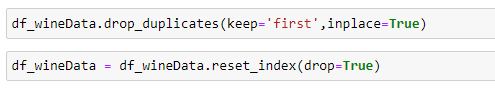 df_wineData.drop_duplicates(keep='first',inplace=True)
df_wineData = df_wineData.reset_index(drop=True)